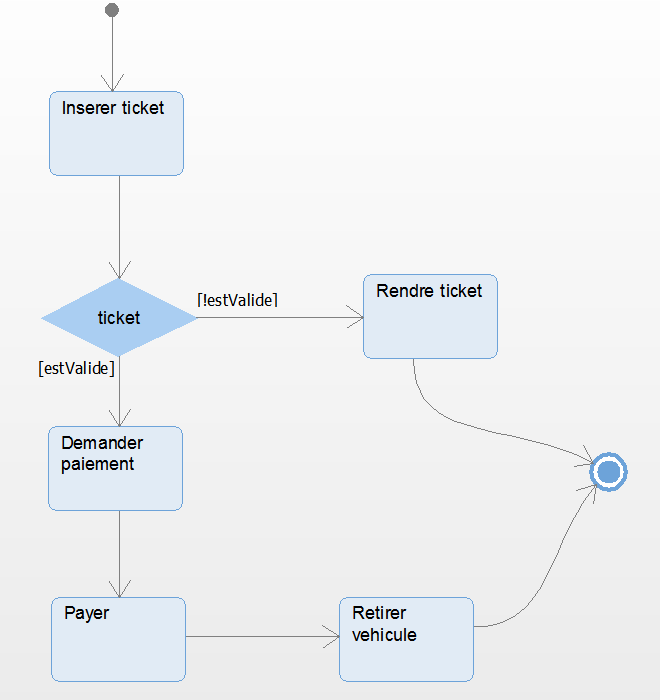 Inserer ticket
[!estValide]
Rendre ticket
ticket
[estValide]
Demander
paiement
Payer
Retirer
vehicule